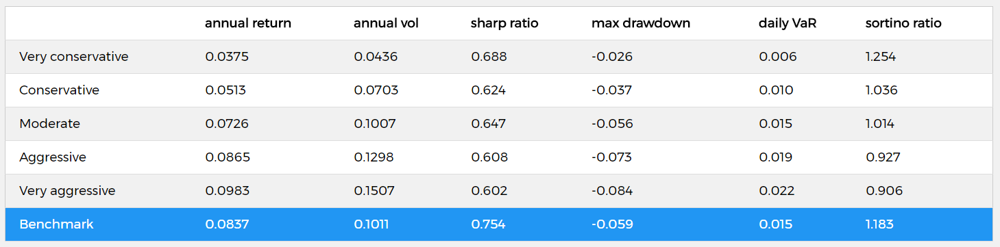 annual return annual vol sharp ratio max drawdown daily VaR sortino ratio
Very conservative 0.0375 0.0436 0.688 -0.026 0.006 1.254
Conservative 0.0513 0.0703 0.624 -0.037 0.010 1.036
Moderate 0.0726 0.1007 0.647 -0.056 0.015 1.014
Aggressive 0.0865 0.1298 0.608 -0.073 0.019 0.927
Very aggressive 0.0983 0.1507 0.602 -0.084 0.022 0.906
Benchmark 0.0837 0.1011 0.754 -0.059 0.015 1.183